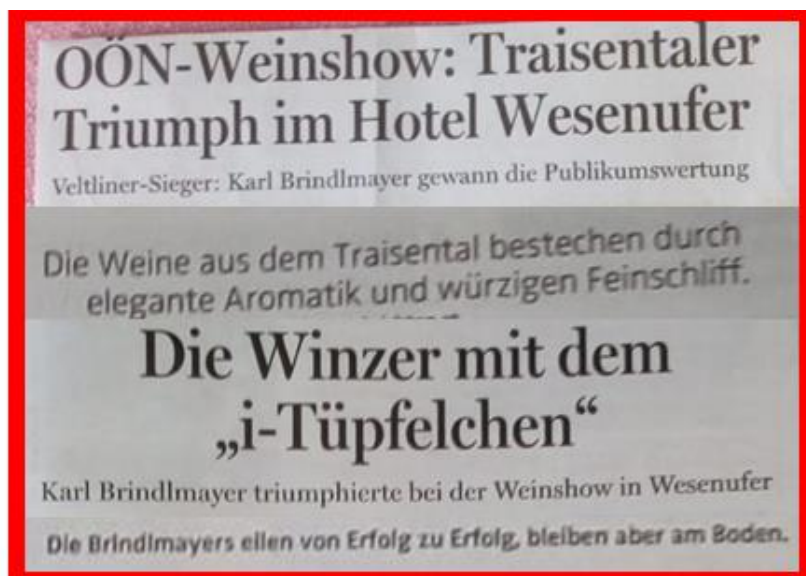 OÖN-Weinshow: Traisentaler
Triumph im Hotel Wesenufer
Veltliner-Sieger: Karl Brindlmayer gewann die Publikumswertung
Die Weine aus dem Traisental bestechen durch
elegante Aromatik und würzigen Feinschliff.
Die Winzer mit dem
„i-Tüpfelchen“
Karl Brindlmayer triumphierte bei der Weinshow in Wesenufer
Die Brindlmayers eilen von Erfolg zu Erfolg, bleiben aber am Boden.